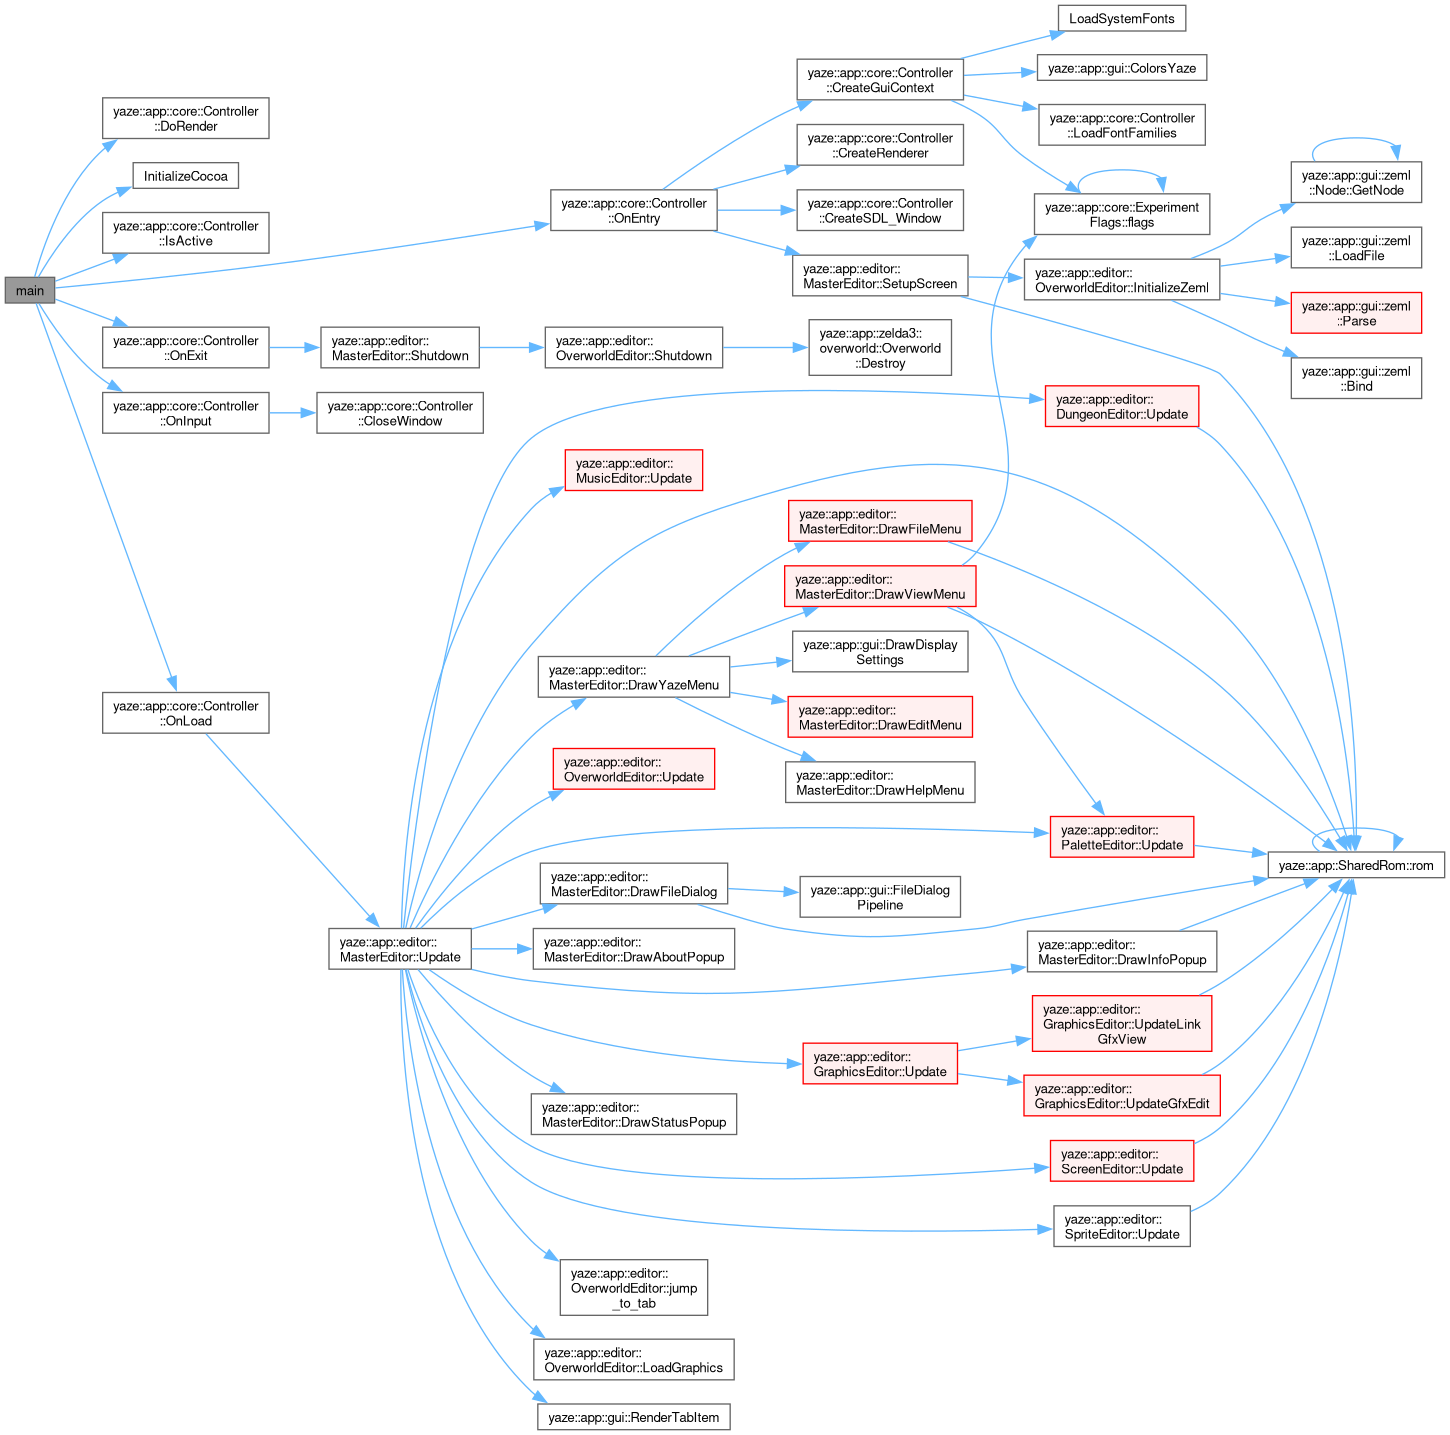 LoadSystemFonts
yaze::app::core::Controller
::CreateGuiContext
yaze::app::gui::ColorsYaze
yaze::app::core::Controller
::DoRender
yaze::app::core::Controller
::LoadFontFamilies
yaze::app::core::Controller
::CreateRenderer
InitializeCocoa
yaze::app::gui::zeml
::Node::GetNode
yaze::app::core::Controller
::OnEntry
yaze::app::core::Controller
::CreateSDL_Window
yaze::app::core::Experiment
Flags::flags
yaze::app::core::Controller
::IsActive
yaze::app::gui::zeml
::LoadFile
main
yaze::app::editor::
MasterEditor::SetupScreen
yaze::app::editor::
OverworldEditor::InitializeZeml
yaze::app::gui::zeml
::Parse
yaze::app::core::Controller
::OnExit
yaze::app::editor::
MasterEditor::Shutdown
yaze::app::editor::
OverworldEditor::Shutdown
yaze::app::zelda3::
overworld::Overworld
::Destroy
yaze::app::gui::zeml
::Bind
yaze::app::core::Controller
::OnInput
yaze::app::core::Controller
::CloseWindow
yaze::app::editor::
DungeonEditor::Update
yaze::app::editor::
MusicEditor::Update
yaze::app::editor::
MasterEditor::DrawFileMenu
yaze::app::editor::
MasterEditor::DrawViewMenu
yaze::app::gui::DrawDisplay
Settings
yaze::app::editor::
MasterEditor::DrawYazeMenu
yaze::app::core::Controller
::OnLoad
yaze::app::editor::
MasterEditor::DrawEditMenu
yaze::app::editor::
OverworldEditor::Update
yaze::app::editor::
MasterEditor::DrawHelpMenu
yaze::app::editor::
PaletteEditor::Update
yaze::app::SharedRom::rom
yaze::app::editor::
MasterEditor::DrawFileDialog
yaze::app::gui::FileDialog
Pipeline
yaze::app::editor::
MasterEditor::Update
yaze::app::editor::
MasterEditor::DrawAboutPopup
yaze::app::editor::
MasterEditor::DrawInfoPopup
yaze::app::editor::
GraphicsEditor::UpdateLink
GfxView
yaze::app::editor::
GraphicsEditor::Update
yaze::app::editor::
GraphicsEditor::UpdateGfxEdit
yaze::app::editor::
MasterEditor::DrawStatusPopup
yaze::app::editor::
ScreenEditor::Update
yaze::app::editor::
SpriteEditor::Update
yaze::app::editor::
OverworldEditor::jump
_to_tab
yaze::app::editor::
OverworldEditor::LoadGraphics
yaze::app::gui::RenderTabItem